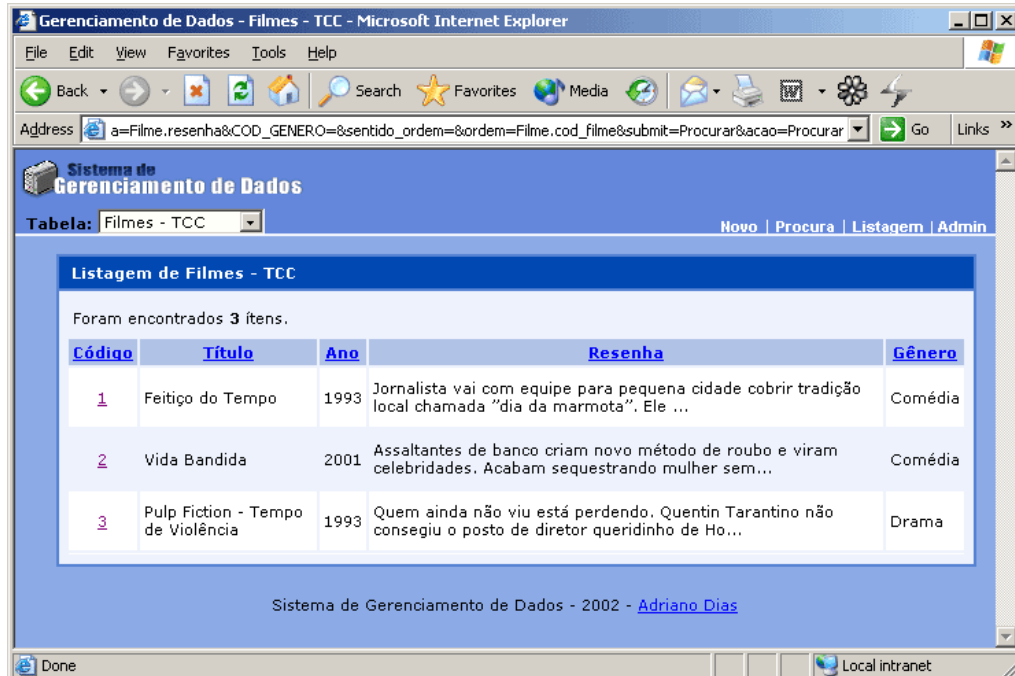 Gerenciamento de Dados - Filmes - TCC - Microsoft Internet Explorer
File Edit View Favorites Tools Help
Back Search Favorites Media
Address a=Filme.resenha&COD_GENERO=&sentido_ordem=&ordem=Filme.cod_filme&submit=Procurar&acao=Procurar Go Links »
Sistema de
Gerenciamento de Dados
Tabela: Filmes - TCC Novo | Procura | Listagem | Admin
Listagem de Filmes - TCC
Foram encontrados 3 ítens.
Código Título Ano Resenha Gênero
1 Feitiço do Tempo 1993 Jornalista vai com equipe para pequena cidade cobrir tradição
local chamada "dia da marmota". Ele ... Comédia
2 Vida Bandida 2001 Assaltantes de banco criam novo método de roubo e viram
celebridades. Acabam sequestrando mulher sem... Comédia
3 Pulp Fiction - Tempo
de Violência 1993 Quem ainda não viu está perdendo. Quentin Tarantino não
consegiu o posto de diretor queridinho de Ho... Drama
Sistema de Gerenciamento de Dados - 2002 - Adriano Dias
Done Local intranet